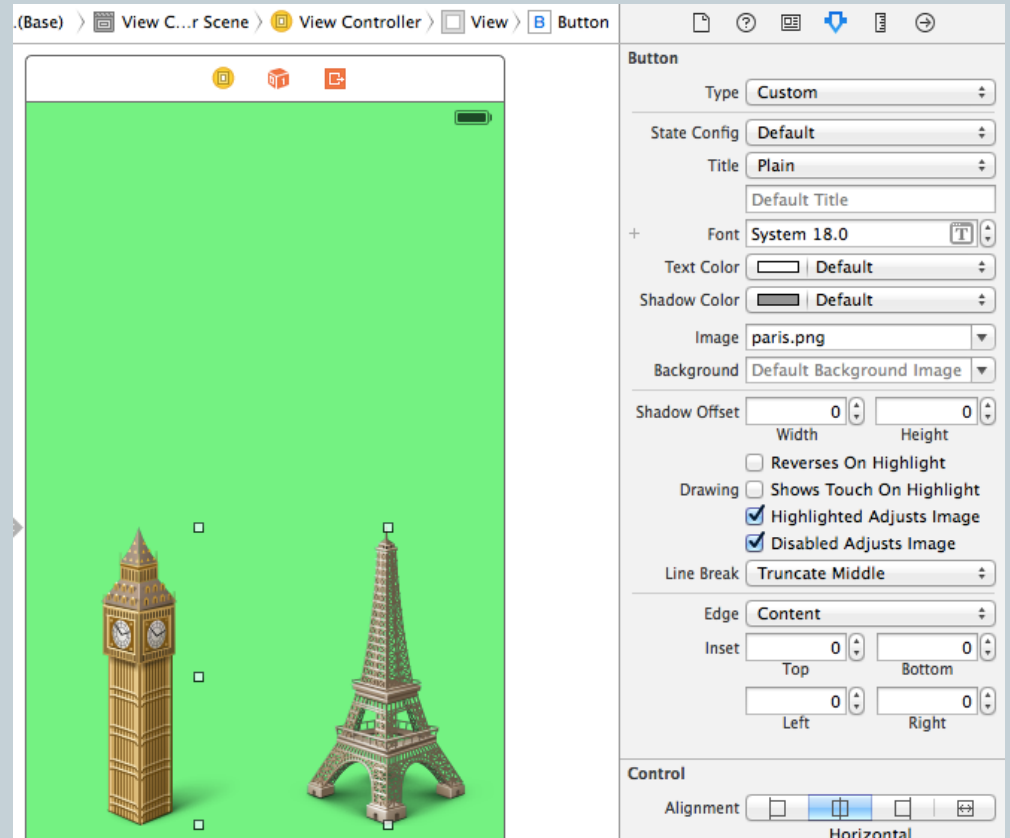 .(Base) View C...r Scene View Controller View B Button
Button
Type Custom
State Config Default
Title Plain
Default Title
Font System 18.0 T
Text Color Default
Shadow Color Default
Image paris.png
Background Default Background Image
Shadow Offset 0 0
Width Height
Reverses On Highlight
Drawing Shows Touch On Highlight
Highlighted Adjusts Image
Disabled Adjusts Image
Line Break Truncate Middle
Edge Content
Inset 0 0
Top Bottom
0 0
Left Right
Control
Alignment
Horizontal